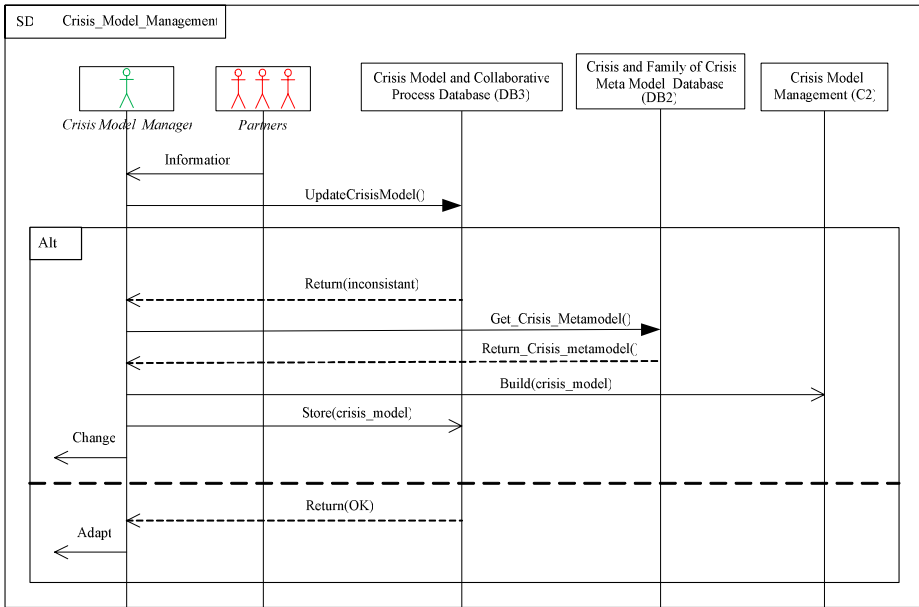 SD Crisis_Model_Management
Crisis Model Manager
Partners
Crisis Model and Collaborative
Process Database (DB3)
Crisis and Family of Crisis
Meta Model Database
(DB2)
Crisis Model
Management (C2)
Information
UpdateCrisisModel()
Alt
Return(inconsistant)
Get_Crisis_Metamodel()
Return_Crisis_metamodel()
Build(crisis_model)
Store(crisis_model)
Change
Return(OK)
Adapt